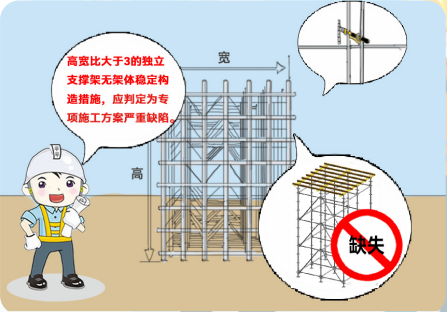 高宽比大于3的独立
支撑架无架体稳定构
造措施，应判定为专
项施工方案严重缺陷。
宽
高
缺失